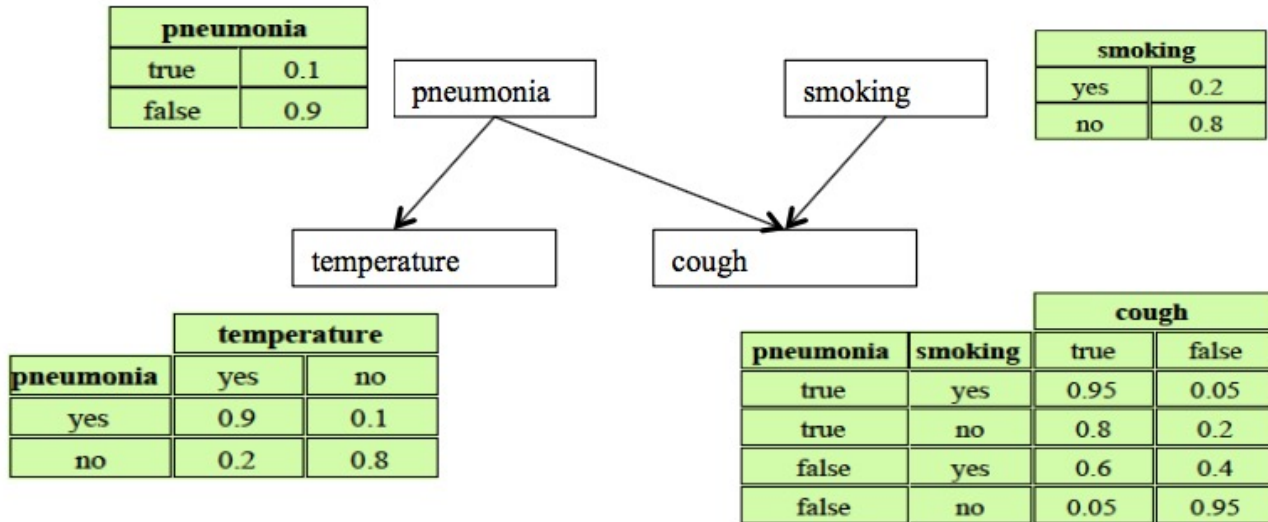 pneumonia
true 0.1
false 0.9
pneumonia
smoking
smoking
yes 0.2
no 0.8
temperature
cough
temperature
pneumonia yes no
yes 0.9 0.1
no 0.2 0.8
cough
pneumonia smoking true false
true yes 0.95 0.05
true no 0.8 0.2
false yes 0.6 0.4
false no 0.05 0.95